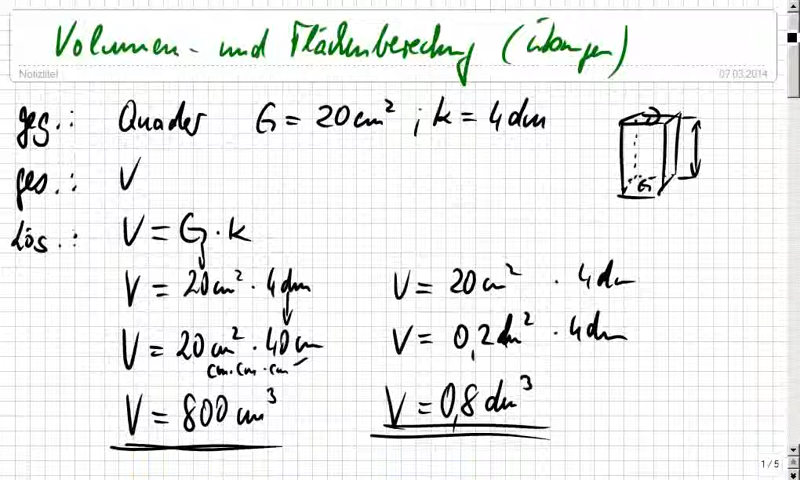 Volumen- und Flächenberechnung (Übungen)
Notiztitel
07.03.2014
geg.: Quader G = 20cm² ; k = 4dm
ges.: V
Lös.: V = G · k
V = 20cm² · 4dm
V = 20cm² · 4dm
V = 20cm² · 40cm
cm·cm·cm
V = 0,2dm² · 4dm
V = 800cm³
V = 0,8dm³
G
1/5